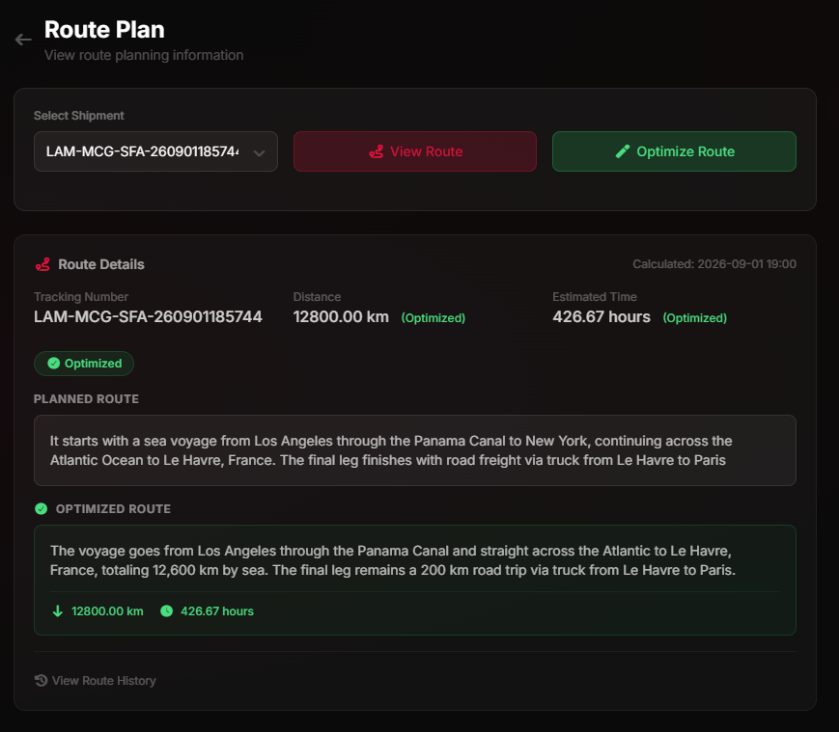 Route Plan
View route planning information
Select Shipment
LAM-MCG-SFA-260901185744
View Route
Optimize Route
Route Details
Calculated: 2026-09-01 19:00
Tracking Number
Distance
Estimated Time
LAM-MCG-SFA-260901185744
12800.00 km (Optimized)
426.67 hours (Optimized)
Optimized
PLANNED ROUTE
It starts with a sea voyage from Los Angeles through the Panama Canal to New York, continuing across the
Atlantic Ocean to Le Havre, France. The final leg finishes with road freight via truck from Le Havre to Paris
OPTIMIZED ROUTE
The voyage goes from Los Angeles through the Panama Canal and straight across the Atlantic to Le Havre,
France, totaling 12,600 km by sea. The final leg remains a 200 km road trip via truck from Le Havre to Paris.
12800.00 km
426.67 hours
View Route History